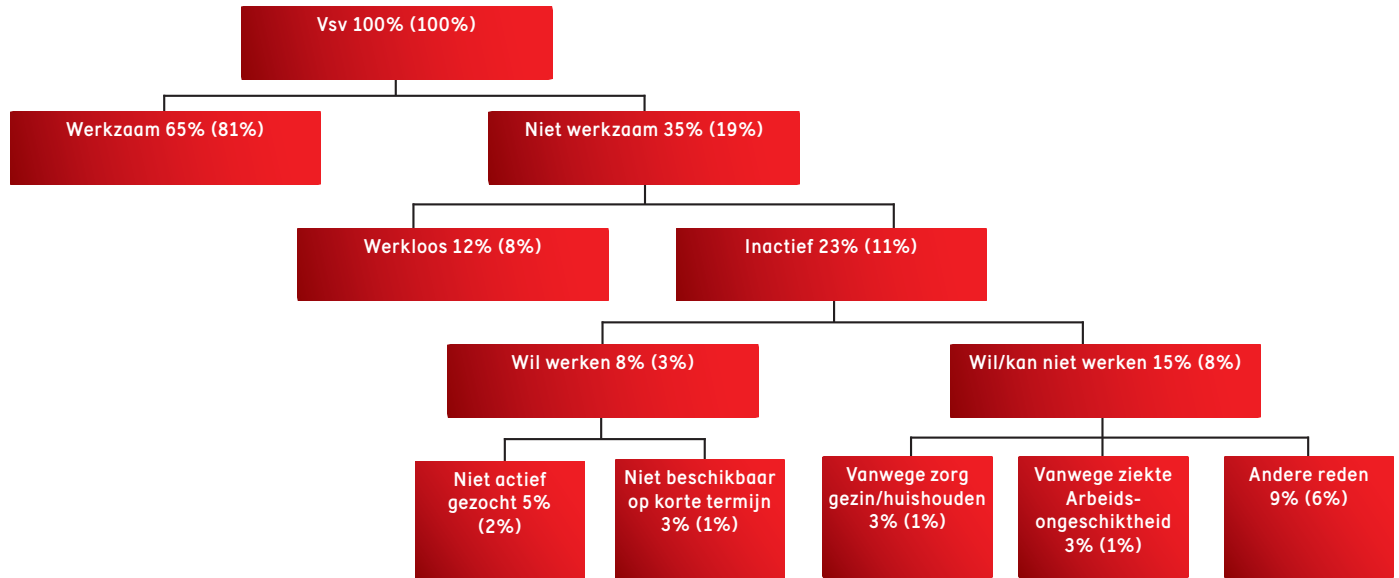 Vsv 100% (100%)
Werkzaam 65% (81%)
Niet werkzaam 35% (19%)
Werkloos 12% (8%)
Inactief 23% (11%)
Wil werken 8% (3%)
Wil/kan niet werken 15% (8%)
Niet actief
gezocht 5%
(2%)
Niet beschikbaar
op korte termijn
3% (1%)
Vanwege zorg
gezin/huishouden
3% (1%)
Vanwege ziekte
Arbeids-
ongeschiktheid
3% (1%)
Andere reden
9% (6%)